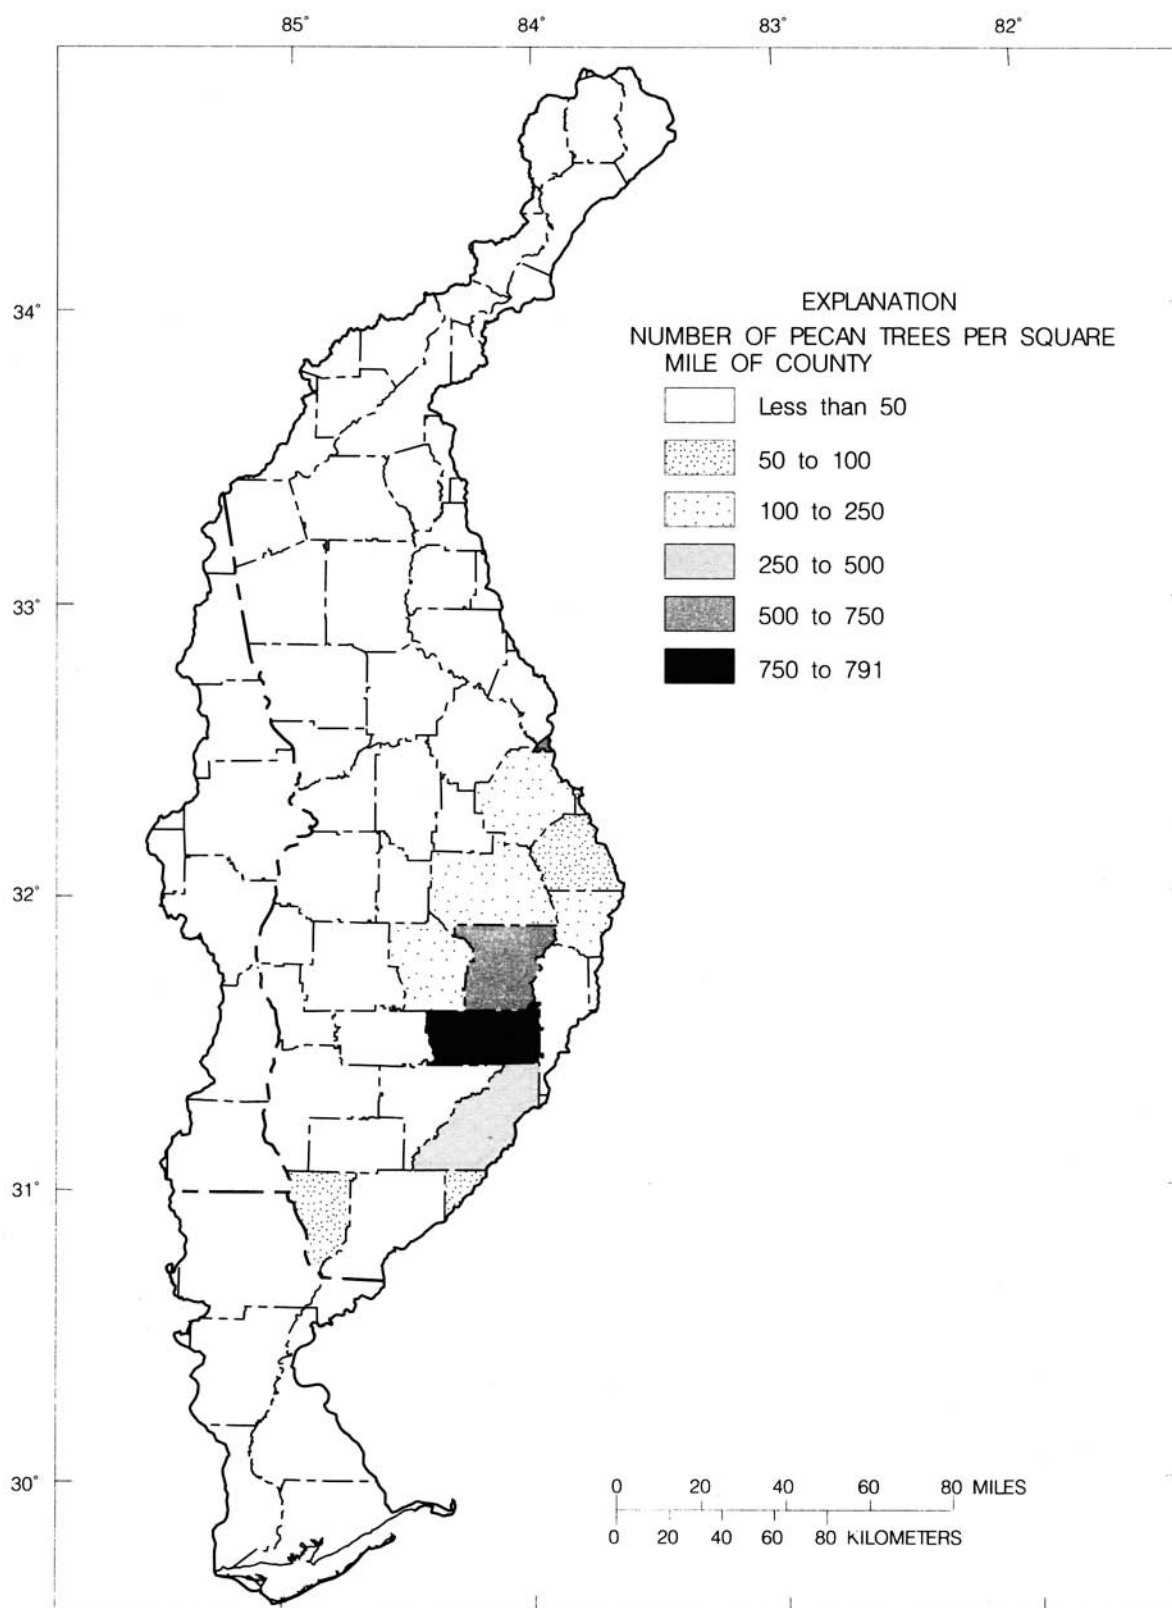 85° 84° 83° 82°
34°
33°
32°
31°
30°
EXPLANATION
NUMBER OF PECAN TREES PER SQUARE
MILE OF COUNTY
Less than 50
50 to 100
100 to 250
250 to 500
500 to 750
750 to 791
0 20 40 60 80 MILES
0 20 40 60 80 KILOMETERS